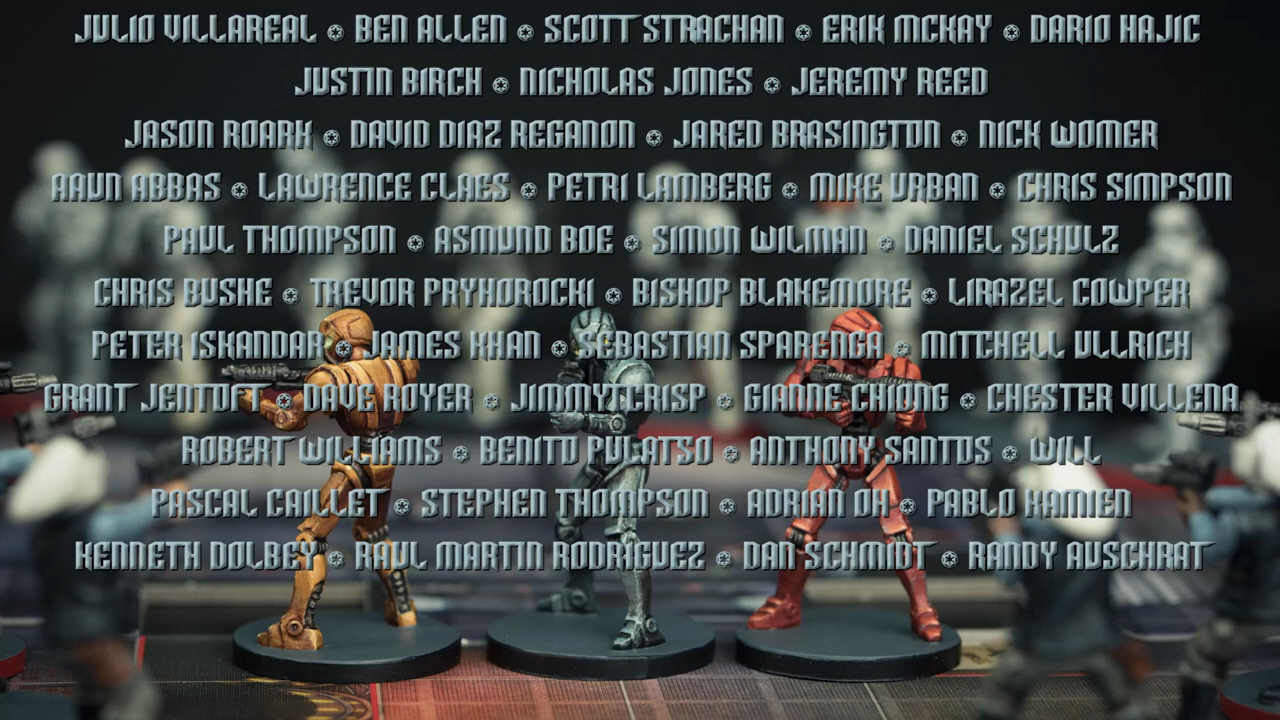 JULIO VILLAREAL • BEN ALLEN • SCOTT STRACHAN • ERIK MCKAY • DARIO HAJIC
JUSTIN BIRCH • NICHOLAS JONES • JEREMY REED
JASON ROARK • DAVID DIAZ REGANON • JARED BRASINGTON • NICK WOMER
AAUN ABBAS • LAWRENCE CLAES • PETRI LAMBERG • MIKE URBAN • CHRIS SIMPSON
PAUL THOMPSON • ASMUND BOE • SIMON WILMAN • DANIEL SCHULZ
CHRIS BUSHE • TREVOR PRYHOROCKI • BISHOP BLAKEMORE • LIRAZEL COWPER
PETER ISKANDAR • JAMES KHAN • SEBASTIAN SPARENGA • MITCHELL ULLRICH
GRANT JENTOFT • DAVE ROYER • JIMMY CRISP • GIANNE CHIONG • CHESTER VILLENA
ROBERT WILLIAMS • BENITO PULATSO • ANTHONY SANTOS • WILL
PASCAL CAILLET • STEPHEN THOMPSON • ADRIAN OH • PABLO KAMIEN
KENNETH DOLBEY • RAUL MARTIN RODRIGUEZ • DAN SCHMIDT • RANDY AUSCHRAT